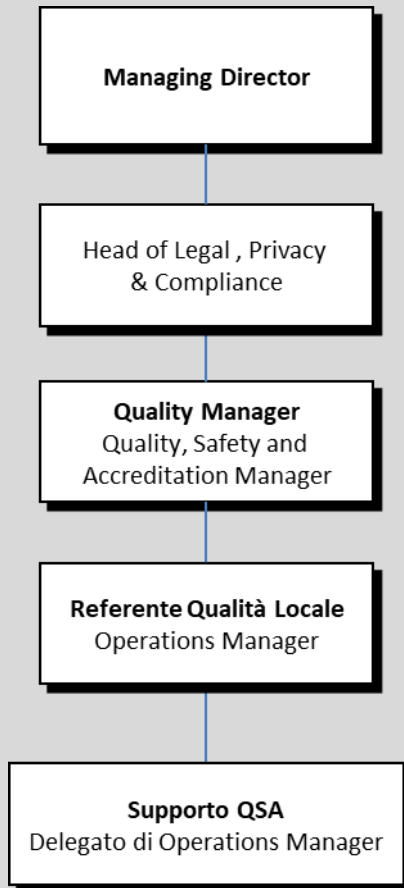 Managing Director
Head of Legal , Privacy
& Compliance
Quality Manager
Quality, Safety and
Accreditation Manager
Referente Qualità Locale
Operations Manager
Supporto QSA
Delegato di Operations Manager